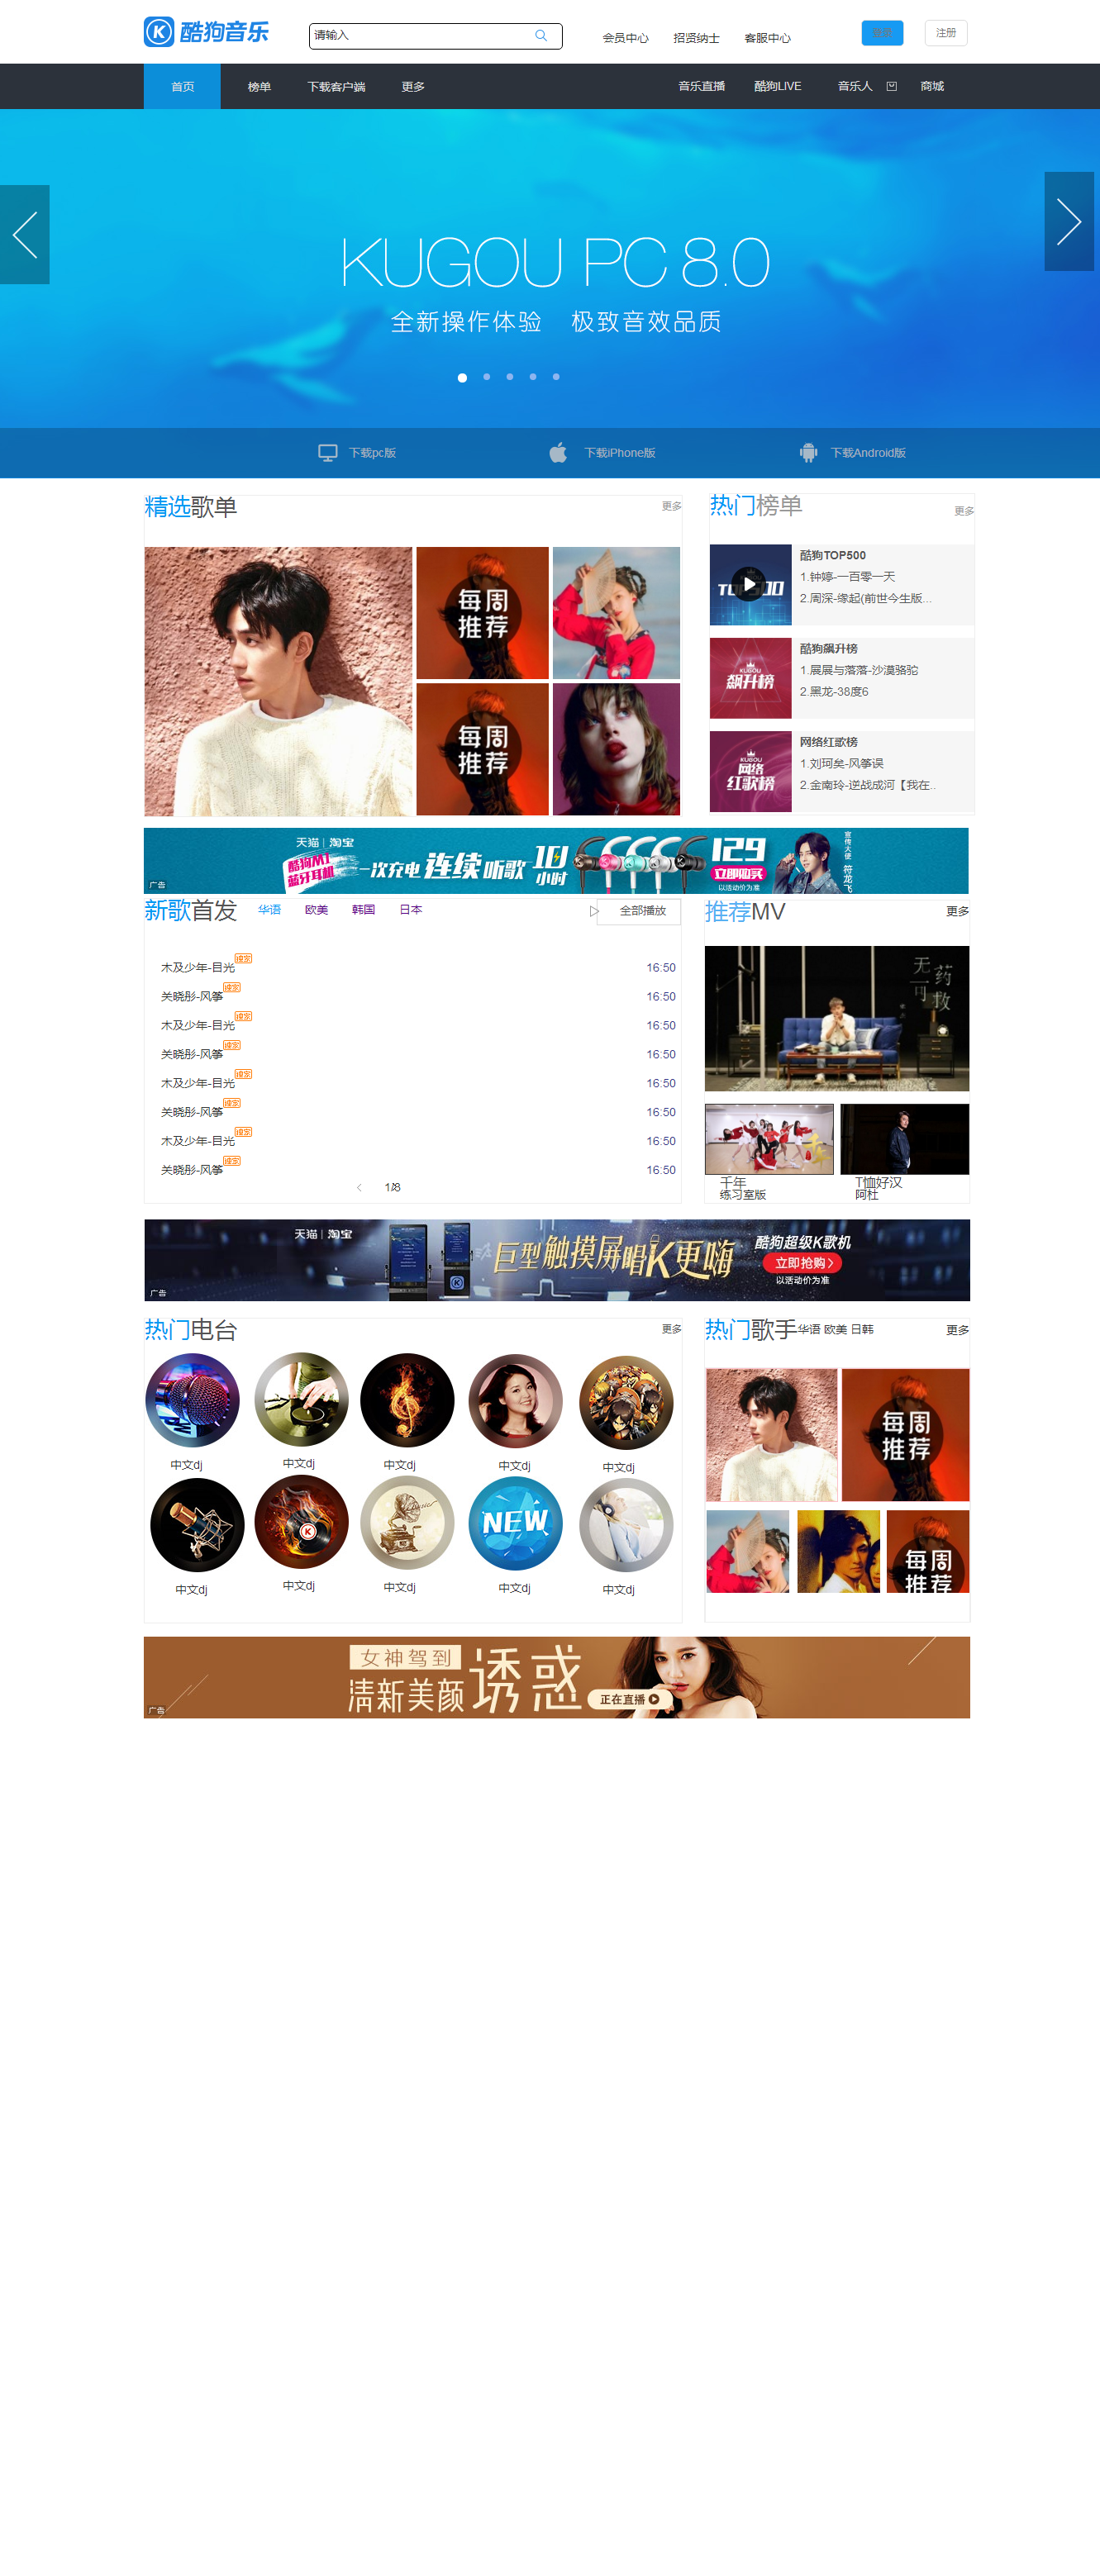 酷狗音乐
请输入
会员中心 招贤纳士 客服中心
注册
首页 榜单 下载客户端 更多 音乐直播 酷狗LIVE 音乐人 商城
KUGOU PC 8.0
全新操作体验 极致音效品质
下载pc版 下载iPhone版 下载Android版
精选歌单 更多
热门榜单 更多
每周
推荐
每周
推荐
TOP500
酷狗TOP500
1.钟婷-一百零一天
2.周深-缘起(前世今生版...
KUGOU
飙升榜
酷狗飙升榜
1.展展与落落-沙漠骆驼
2.黑龙-38度6
KUGOU
网络
红歌榜
网络红歌榜
1.刘珂矣-风筝误
2.金南玲-逆战成河【我在..
天猫 | 淘宝
酷狗M1
蓝牙耳机
一次充电 连续听歌 10小时
129
立即购买
以活动价为准
宣传大使 符龙飞
广告
新歌首发 华语 欧美 韩国 日本 全部播放
木及少年-目光 独家 16:50
关晓彤-风筝 独家 16:50
木及少年-目光 独家 16:50
关晓彤-风筝 独家 16:50
木及少年-目光 独家 16:50
关晓彤-风筝 独家 16:50
木及少年-目光 独家 16:50
关晓彤-风筝 独家 16:50
1/8
推荐MV 更多
无可药救
千年
练习室版
T恤好汉
阿杜
天猫 | 淘宝
巨型触摸屏 唱K更嗨
酷狗超级K歌机
立即抢购
以活动价为准
广告
热门电台 更多
中文dj 中文dj 中文dj 中文dj 中文dj
NEW
中文dj 中文dj 中文dj 中文dj 中文dj
热门歌手 华语 欧美 日韩 更多
每周
推荐
每周
推荐
女神驾到
清新美颜 诱惑
正在直播
广告